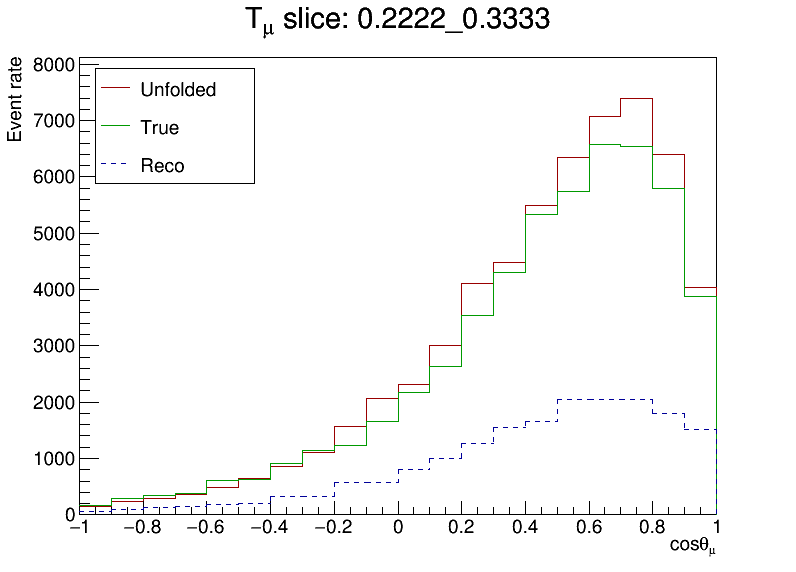 Tμ slice: 0.2222_0.3333
Event rate
8000
7000
6000
5000
4000
3000
2000
1000
0
Unfolded
True
Reco
−1 −0.8 −0.6 −0.4 −0.2 0 0.2 0.4 0.6 0.8 1
cosθμ